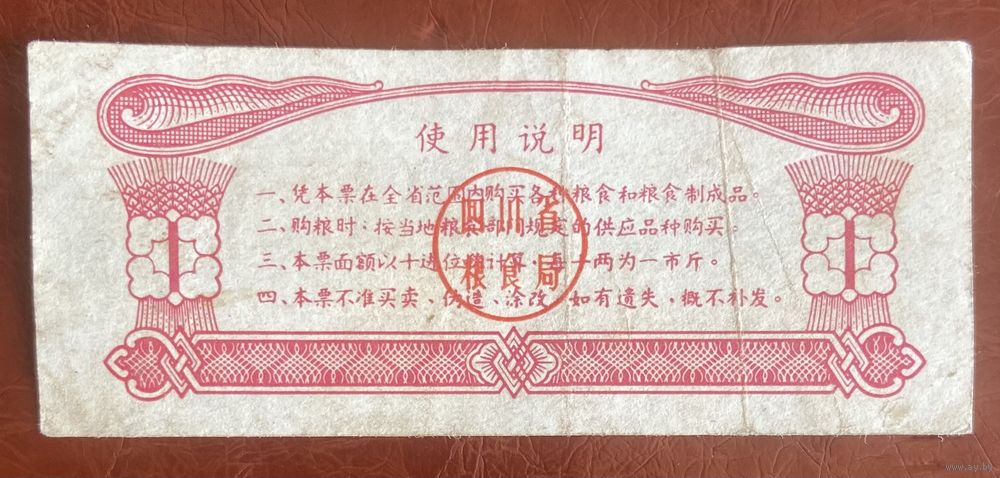 使用说明
一、凭本票在全省范围内购买各种粮食和粮食制成品。
二、购粮时，按当地粮食部门规定的供应品种购买。
三、本票面额以十进位制计算，每十两为一市斤。
四、本票不准买卖、伪造、涂改，如有遗失，概不补发。
四川省
粮食局
www.ay.by